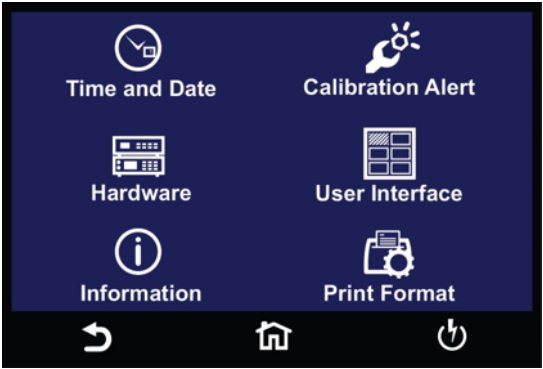 Time and Date
Calibration Alert
Hardware
User Interface
Information
Print Format